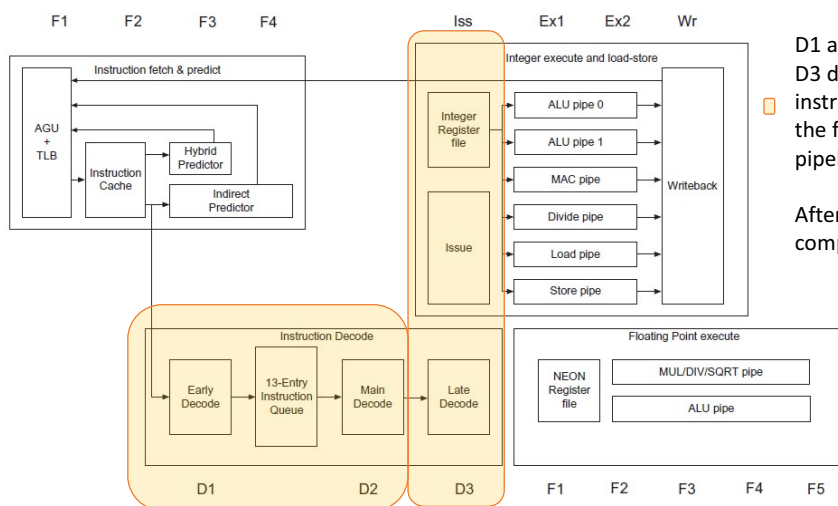 F1 F2 F3 F4 Iss Ex1 Ex2 Wr
Instruction fetch & predict
AGU
+
TLB
Instruction
Cache
Hybrid
Predictor
Indirect
Predictor
Integer execute and load-store
Integer
Register
file
Issue
ALU pipe 0
ALU pipe 1
MAC pipe
Divide pipe
Load pipe
Store pipe
Writeback
D1 a
D3 d
instr
the f
pipel
After
comp
Instruction Decode
Early
Decode
13-Entry
Instruction
Queue
Main
Decode
Late
Decode
Floating Point execute
NEON
Register
file
MUL/DIV/SQRT pipe
ALU pipe
D1 D2 D3 F1 F2 F3 F4 F5